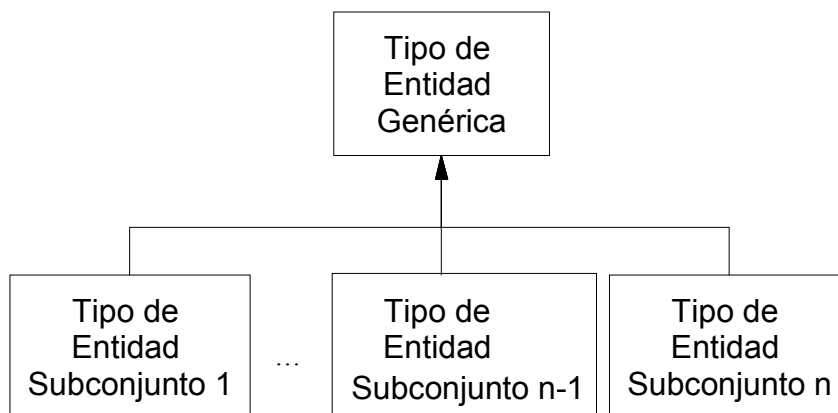 Tipo de
Entidad
Genérica
Tipo de
Entidad
Subconjunto 1
...
Tipo de
Entidad
Subconjunto n-1
Tipo de
Entidad
Subconjunto n